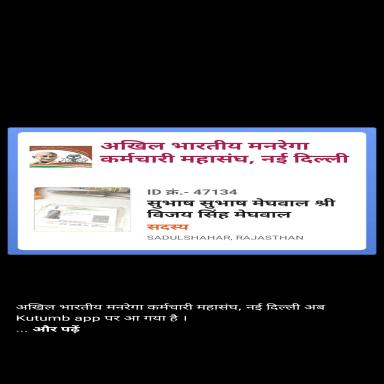 अखिल भारतीय मनरेगा
कर्मचारी महासंघ, नई दिल्ली
ID क्रं.- 47134
सुभाष सुभाष मेघवाल श्री
विजय सिंह मेघवाल
सदस्य
SADULSHAHAR, RAJASTHAN
अखिल भारतीय मनरेगा कर्मचारी महासंघ, नई दिल्ली अब
Kutumb app पर आ गया है ।
... और पढ़ें